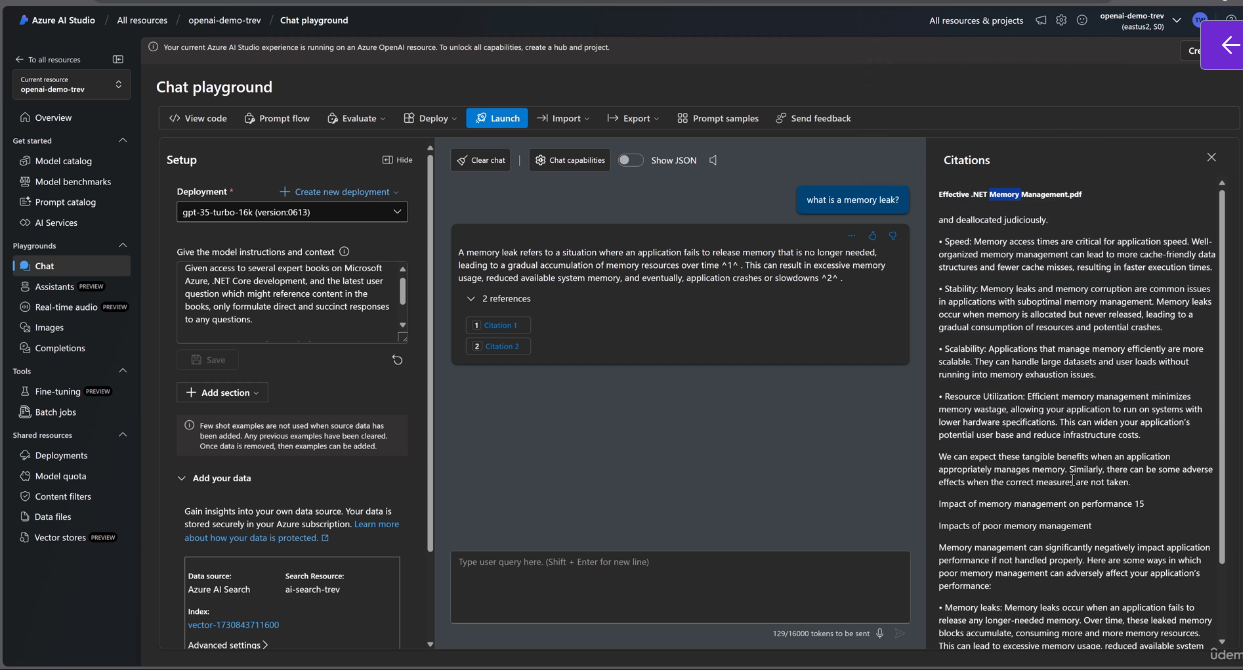 Azure AI Studio / All resources / openai-demo-trev / Chat playground
All resources & projects
openai-demo-trev
(eastus2, S0)
TW
Your current Azure AI Studio experience is running on an Azure OpenAI resource. To unlock all capabilities, create a hub and project.
To all resources
Current resource
openai-demo-trev
Overview
Get started
Model catalog
Model benchmarks
Prompt catalog
AI Services
Playgrounds
Chat
Assistants PREVIEW
Real-time audio PREVIEW
Images
Completions
Tools
Fine-tuning PREVIEW
Batch jobs
Shared resources
Deployments
Model quota
Content filters
Data files
Vector stores PREVIEW
Chat playground
View code
Prompt flow
Evaluate
Deploy
Launch
Import
Export
Prompt samples
Send feedback
Setup
Hide
Deployment *
Create new deployment
gpt-35-turbo-16k (version:0613)
Give the model instructions and context
Given access to several expert books on Microsoft
Azure, .NET Core development, and the latest user
question which might reference content in the
books, only formulate direct and succinct responses
to any questions.
Save
Add section
Few shot examples are not used when source data has
been added. Any previous examples have been cleared.
Once data is removed, then examples can be added.
Add your data
Gain insights into your own data source. Your data is
stored securely in your Azure subscription. Learn more
about how your data is protected.
Data source:
Azure AI Search
Search Resource:
ai-search-trev
Index:
vector-1730843711600
Advanced settings
Clear chat
Chat capabilities
Show JSON
what is a memory leak?
A memory leak refers to a situation where an application fails to release memory that is no longer needed,
leading to a gradual accumulation of memory resources over time ^1^ . This can result in excessive memory
usage, reduced available system memory, and eventually, application crashes or slowdowns ^2^ .
2 references
1 Citation 1
2 Citation 2
Type user query here. (Shift + Enter for new line)
129/16000 tokens to be sent
Citations
Effective .NET Memory Management.pdf
and deallocated judiciously.
• Speed: Memory access times are critical for application speed. Well-
organized memory management can lead to more cache-friendly data
structures and fewer cache misses, resulting in faster execution times.
• Stability: Memory leaks and memory corruption are common issues
in applications with suboptimal memory management. Memory leaks
occur when memory is allocated but never released, leading to a
gradual consumption of resources and potential crashes.
• Scalability: Applications that manage memory efficiently are more
scalable. They can handle large datasets and user loads without
running into memory exhaustion issues.
• Resource Utilization: Efficient memory management minimizes
memory wastage, allowing your application to run on systems with
lower hardware specifications. This can widen your application's
potential user base and reduce infrastructure costs.
We can expect these tangible benefits when an application
appropriately manages memory. Similarly, there can be some adverse
effects when the correct measures are not taken.
Impact of memory management on performance 15
Impacts of poor memory management
Memory management can significantly negatively impact application
performance if not handled properly. Here are some ways in which
poor memory management can adversely affect your application's
performance:
• Memory leaks: Memory leaks occur when an application fails to
release any longer-needed memory. Over time, these leaked memory
blocks accumulate, consuming more and more memory resources.
This can lead to excessive memory usage, reduced available system